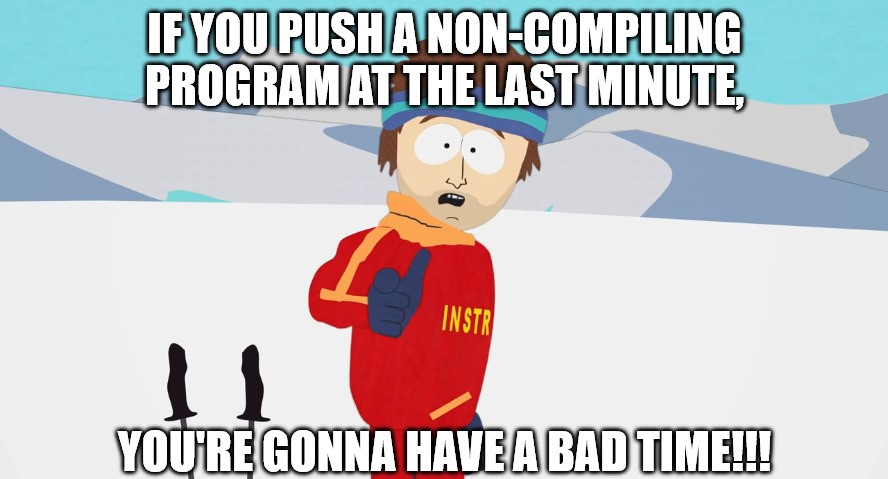 IF YOU PUSH A NON-COMPILING
PROGRAM AT THE LAST MINUTE,
INSTR
YOU'RE GONNA HAVE A BAD TIME!!!